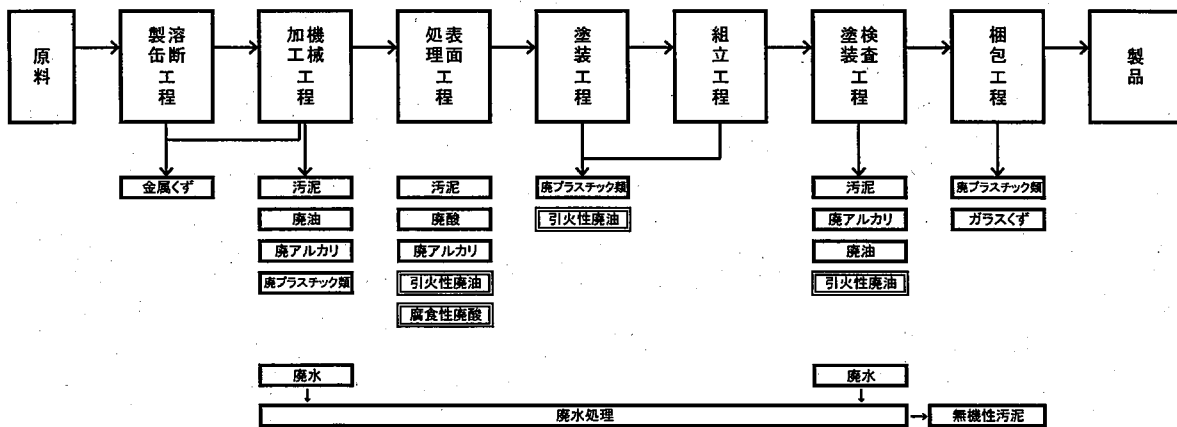 原料
溶断製缶工程
機械加工工程
表面処理工程
塗装工程
組立工程
検査塗装工程
梱包工程
製品
金属くず
汚泥
廃油
廃アルカリ
廃プラスチック類
汚泥
廃酸
廃アルカリ
引火性廃油
腐食性廃酸
廃プラスチック類
引火性廃油
汚泥
廃アルカリ
廃油
引火性廃油
廃プラスチック類
ガラスくず
廃水
廃水
廃水処理
無機性汚泥